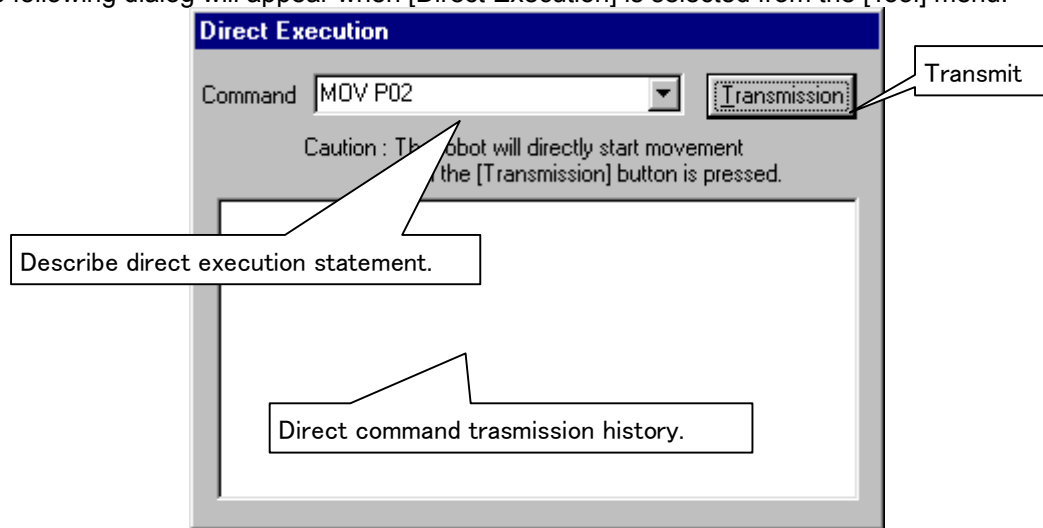 following dialog will appear when [Direct Execution] is selected from the [Tool] menu.
Direct Execution
Command MOV P02 Transmission
Transmit
Caution : The robot will directly start movement
the [Transmission] button is pressed.
Describe direct execution statement.
Direct command trasmission history.